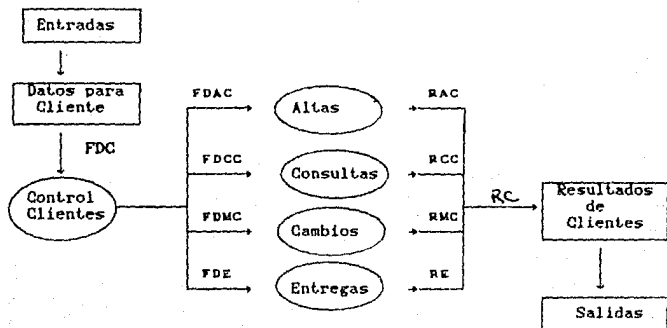 Entradas
Datos para
Cliente
FDC
Control
Clientes
FDAC
Altas
RAC
FDCC
Consultas
RCC
FDMC
Cambios
RMC
FDE
Entregas
RE
RC
Resultados
de
Clientes
Salidas